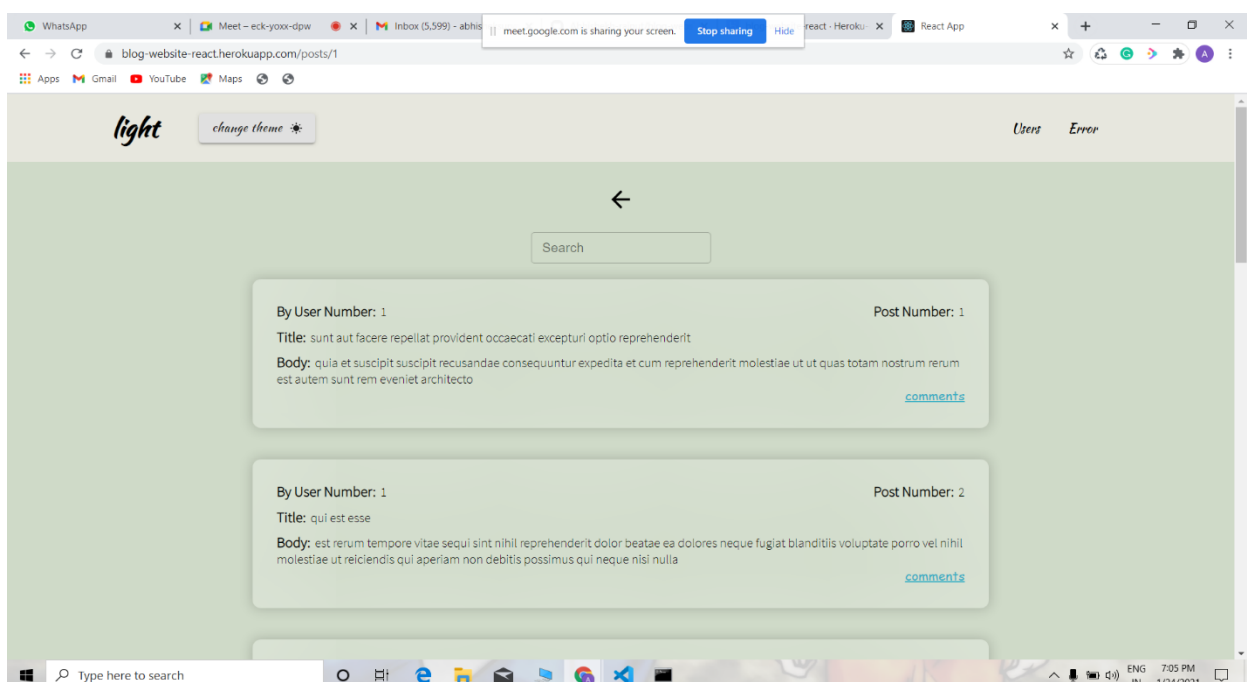 WhatsApp
Meet – eck-yoxx-dpw
Inbox (5,599) - abhis
meet.google.com is sharing your screen.
Stop sharing
Hide
react · Heroku
React App
blog-website-react.herokuapp.com/posts/1
Apps
Gmail
YouTube
Maps
light
change theme
Users
Error
Search
By User Number: 1
Post Number: 1
Title: sunt aut facere repellat provident occaecati excepturi optio reprehenderit
Body: quia et suscipit suscipit recusandae consequuntur expedita et cum reprehenderit molestiae ut ut quas totam nostrum rerum
est autem sunt rem eveniet architecto
comments
By User Number: 1
Post Number: 2
Title: qui est esse
Body: est rerum tempore vitae sequi sint nihil reprehenderit dolor beatae ea dolores neque fugiat blanditiis voluptate porro vel nihil
molestiae ut reiciendis qui aperiam non debitis possimus qui neque nisi nulla
comments
Type here to search
ENG
7:05 PM
IN
1/24/2021